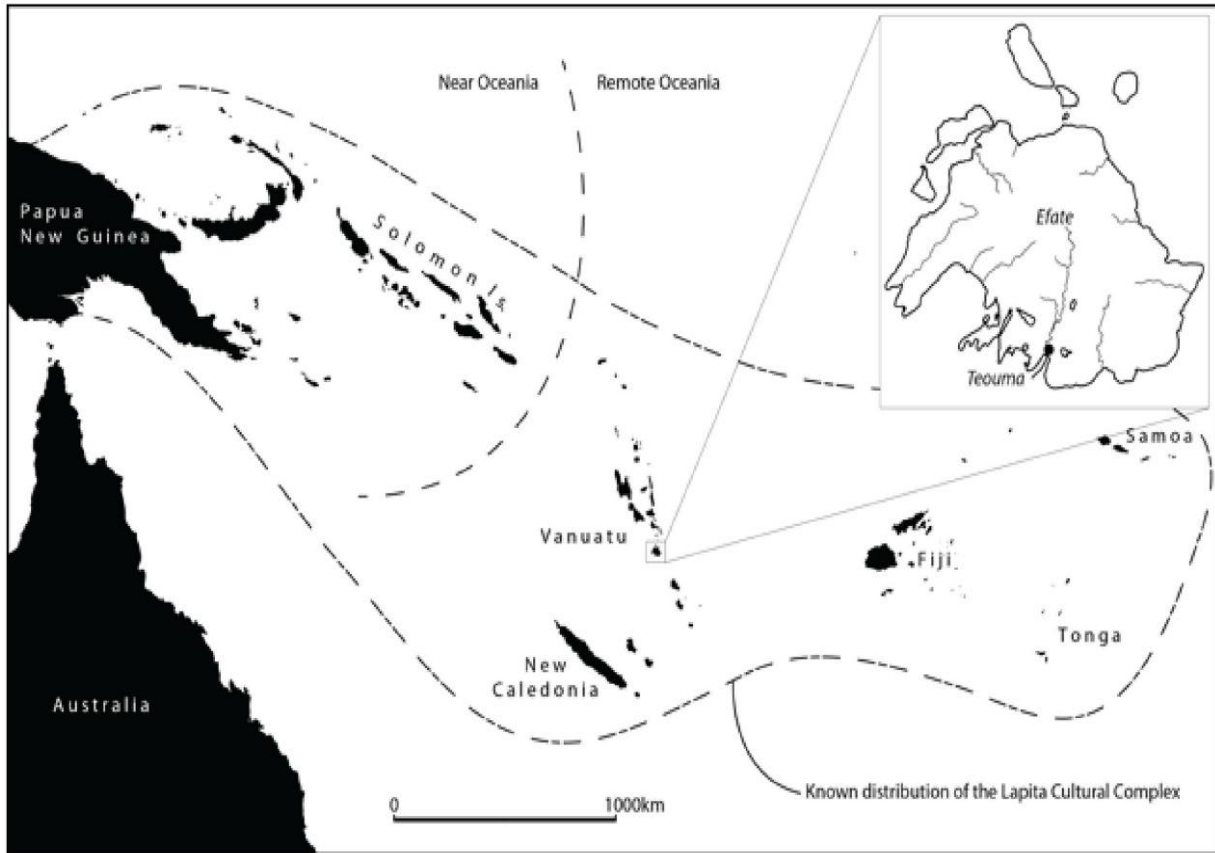 Near Oceania
Remote Oceania
Papua
New Guinea
Solomon Is.
Efate
Teouma
Samoa
Vanuatu
Fiji
Tonga
New
Caledonia
Australia
Known distribution of the Lapita Cultural Complex
0
1000km